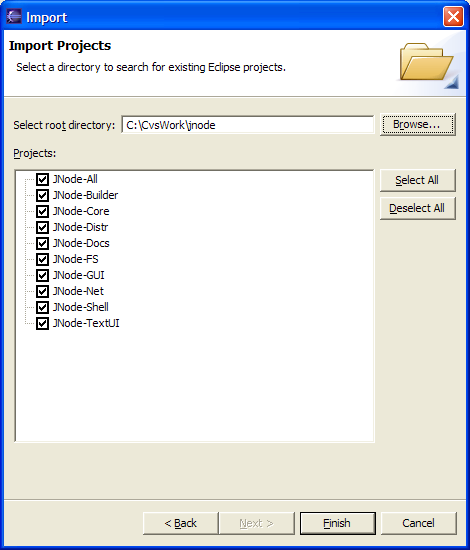 Import
Import Projects
Select a directory to search for existing Eclipse projects.
Select root directory: C:\CvsWork\jnode Browse...
Projects:
JNode-All
JNode-Builder
JNode-Core
JNode-Distr
JNode-Docs
JNode-FS
JNode-GUI
JNode-Net
JNode-Shell
JNode-TextUI
Select All
Deselect All
< Back Next > Finish Cancel